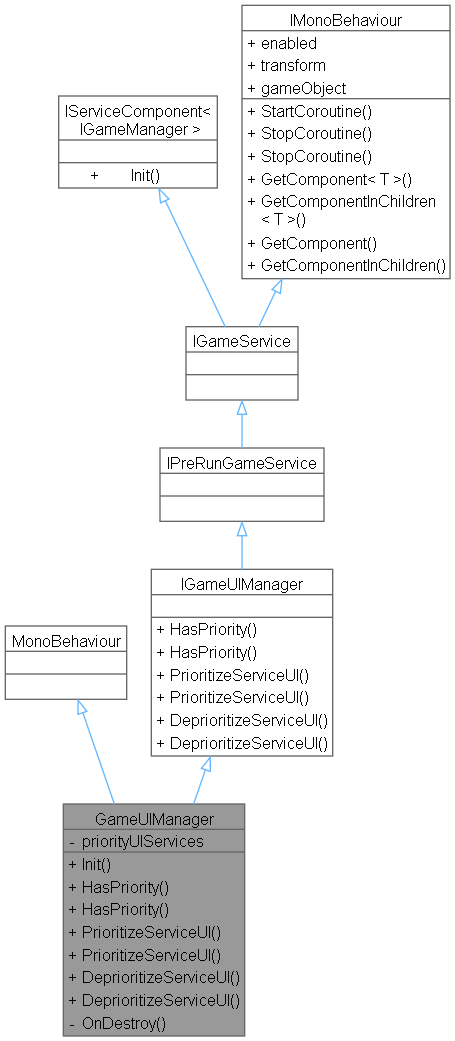 IMonoBehaviour
+ enabled
+ transform
+ gameObject
+ StartCoroutine()
+ StopCoroutine()
+ StopCoroutine()
+ GetComponent< T >()
+ GetComponentInChildren
< T >()
+ GetComponent()
+ GetComponentInChildren()
IServiceComponent<
IGameManager >
+ Init()
IGameService
IPreRunGameService
IGameUIManager
+ HasPriority()
+ HasPriority()
+ PrioritizeServiceUI()
+ PrioritizeServiceUI()
+ DeprioritizeServiceUI()
+ DeprioritizeServiceUI()
MonoBehaviour
GameUIManager
- priorityUIServices
+ Init()
+ HasPriority()
+ HasPriority()
+ PrioritizeServiceUI()
+ PrioritizeServiceUI()
+ DeprioritizeServiceUI()
+ DeprioritizeServiceUI()
- OnDestroy()